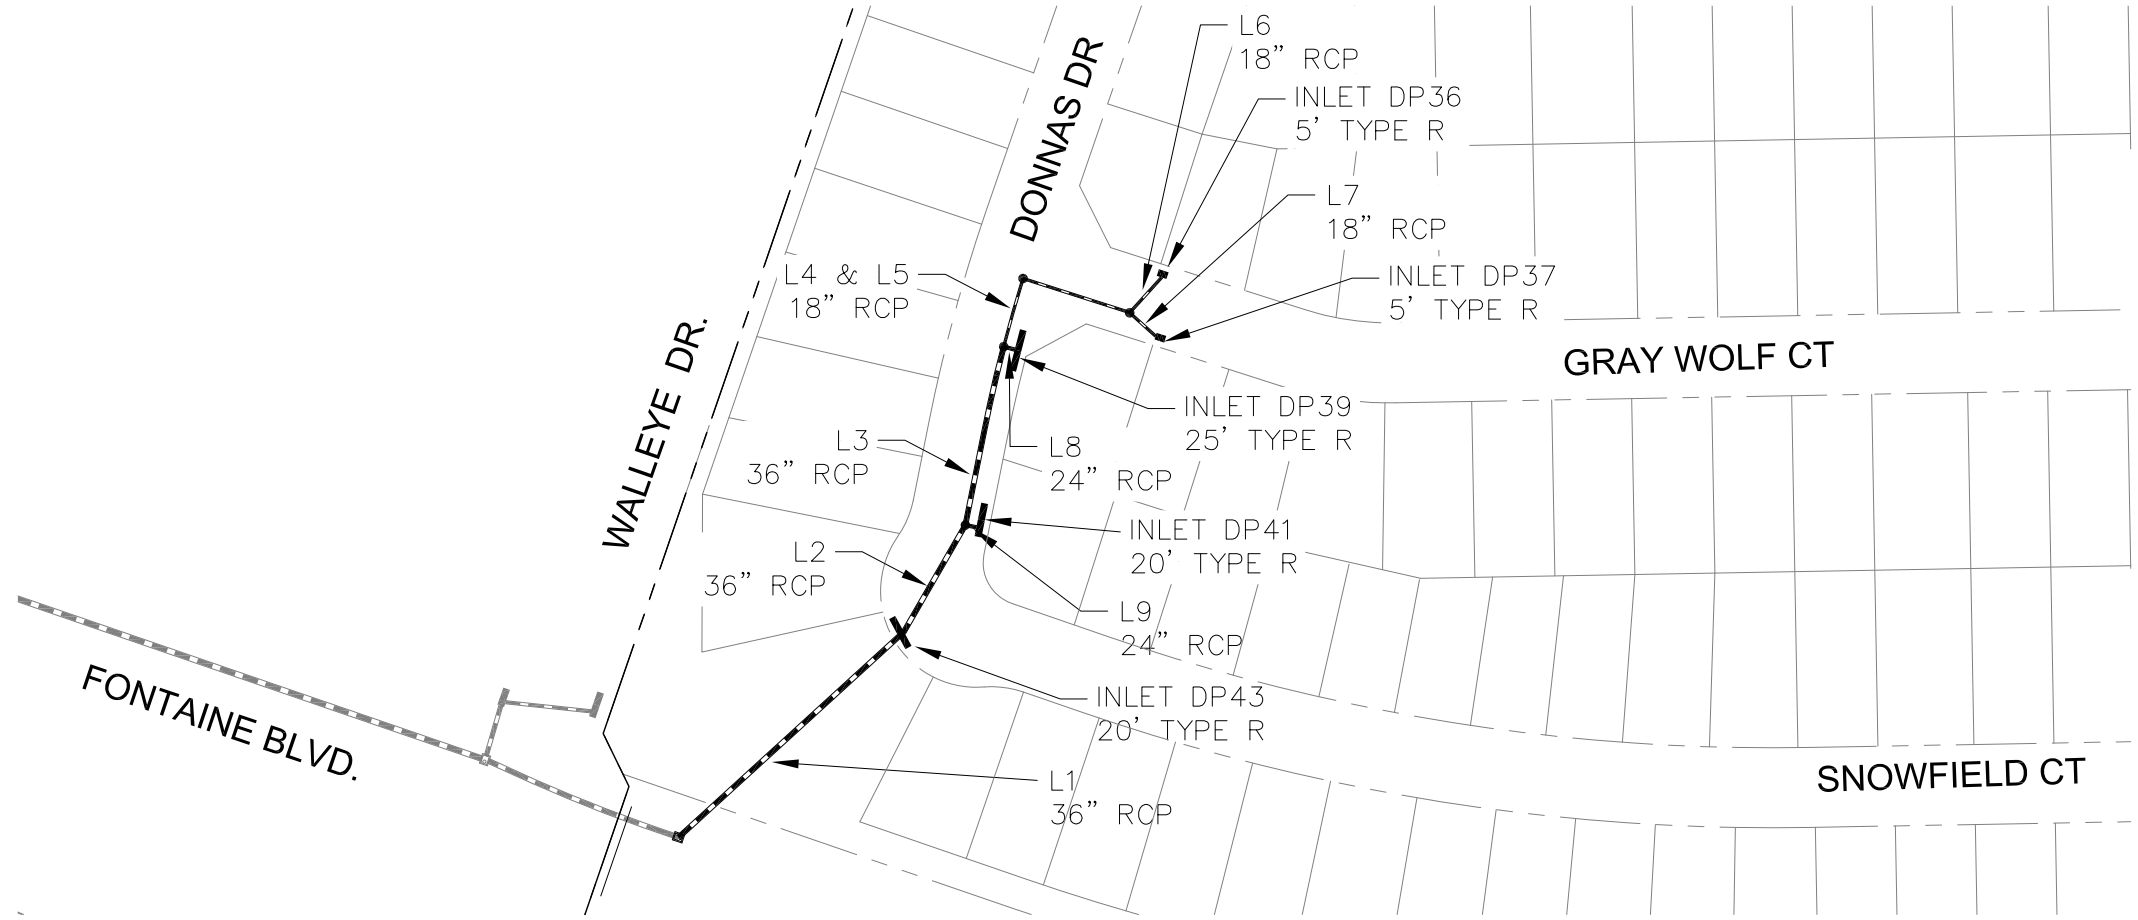 L6
18” RCP
INLET DP36
5’ TYPE R
DONNAS DR
L7
18” RCP
L4 & L5
18” RCP
INLET DP37
5’ TYPE R
WALLEYE DR.
GRAY WOLF CT
INLET DP39
25’ TYPE R
L3
36” RCP
L8
24” RCP
INLET DP41
20’ TYPE R
L2
36” RCP
L9
24” RCP
FONTAINE BLVD.
INLET DP43
20’ TYPE R
SNOWFIELD CT
L1
36” RCP